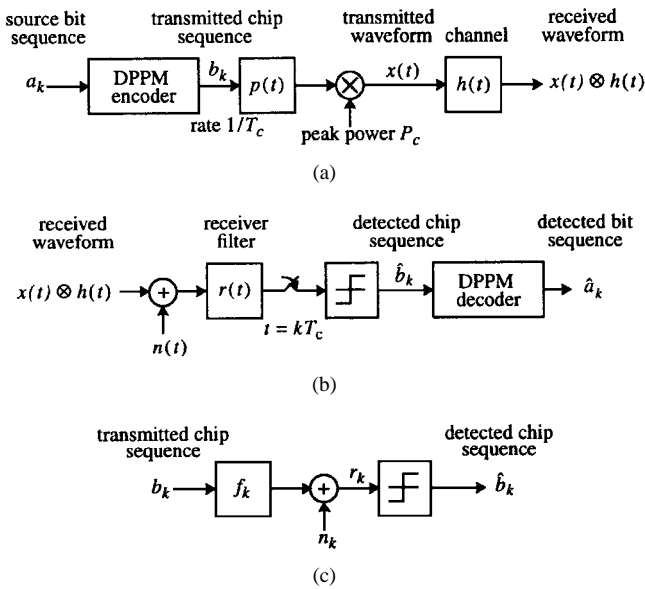 source bit
sequence
transmitted chip
sequence
transmitted
waveform
channel
received
waveform
a_k
DPPM
encoder
b_k
p(t)
x(t)
h(t)
x(t) ⊗ h(t)
rate 1/T_c
peak power P_c
(a)
received
waveform
receiver
filter
detected chip
sequence
detected bit
sequence
x(t) ⊗ h(t)
r(t)
b̂_k
DPPM
decoder
â_k
t = kT_c
n(t)
(b)
transmitted chip
sequence
detected chip
sequence
b_k
f_k
r_k
b̂_k
n_k
(c)